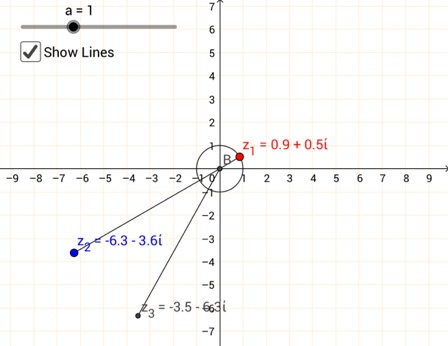 a = 1
Show Lines
7
6
5
4
3
2
1
B
z1 = 0.9 + 0.5i
−9 −8 −7 −6 −5 −4 −3 −2 −1 0 1 2 3 4 5 6 7 8 9
−1
−2
−3
z2 = -6.3 - 3.6i
−4
−5
−6
z3 = -3.5 - 6.3i
−7